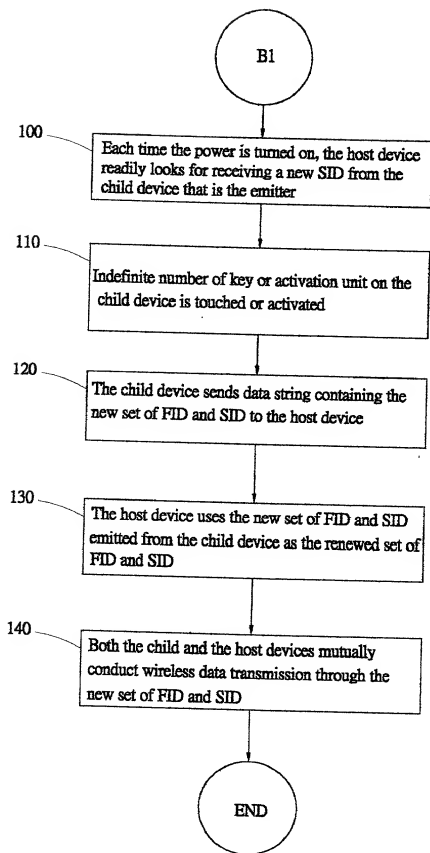 B1
100
Each time the power is turned on, the host device
readily looks for receiving a new SID from the
child device that is the emitter
110
Indefinite number of key or activation unit on the
child device is touched or activated
120
The child device sends data string containing the
new set of FID and SID to the host device
130
The host device uses the new set of FID and SID
emitted from the child device as the renewed set of
FID and SID
140
Both the child and the host devices mutually
conduct wireless data transmission through the
new set of FID and SID
END